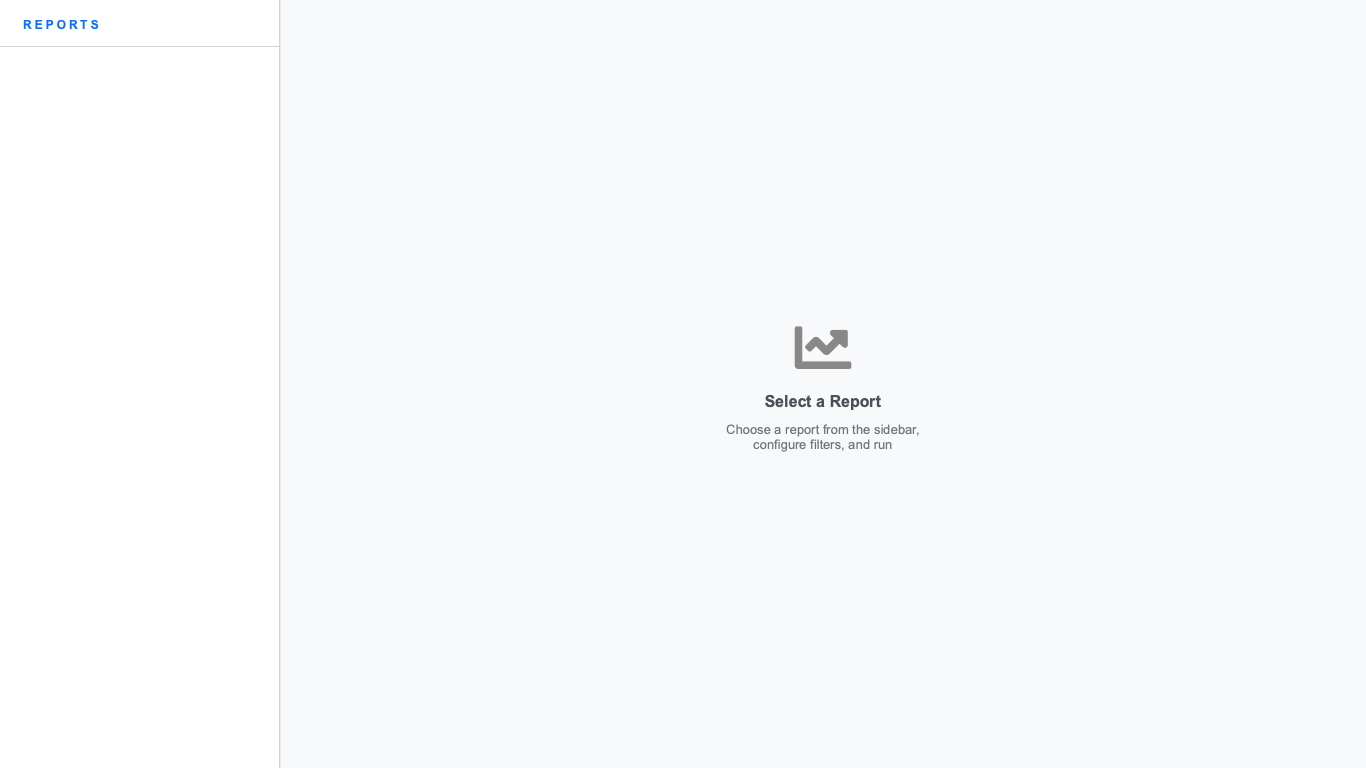 REPORTS
Select a Report
Choose a report from the sidebar,
configure filters, and run